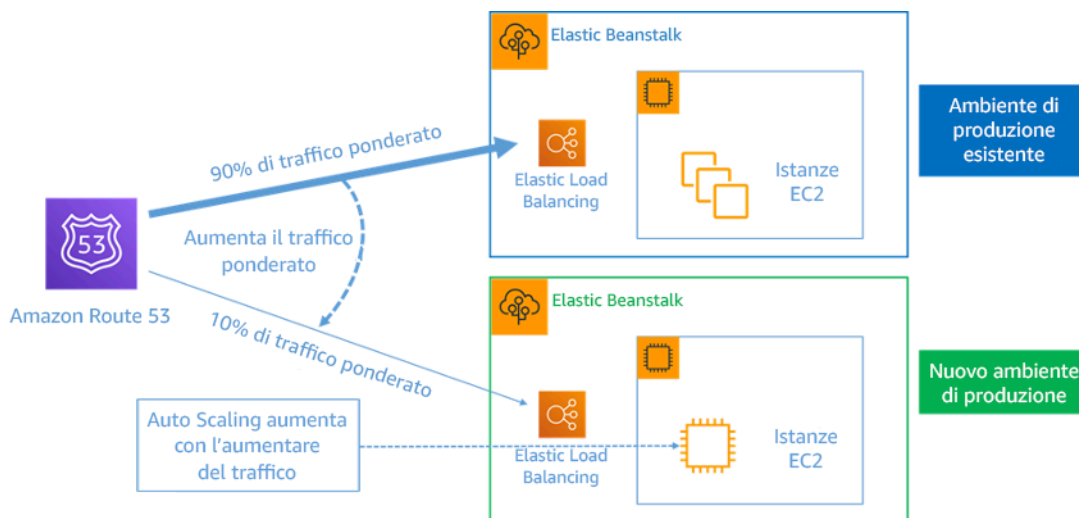 Elastic Beanstalk
90% di traffico ponderato
Elastic Load
Balancing
Istanze
EC2
Ambiente di
produzione
esistente
53
Amazon Route 53
Aumenta il traffico
ponderato
10% di traffico ponderato
Elastic Beanstalk
Auto Scaling aumenta
con l'aumentare
del traffico
Elastic Load
Balancing
Istanze
EC2
Nuovo ambiente
di produzione